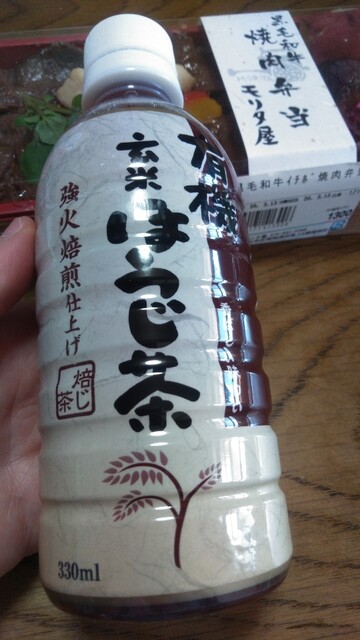 有機
玄米
ほうじ茶
強火焙煎仕上げ
焙じ
茶
330ml
黒毛和牛
焼肉弁当
モリタ屋